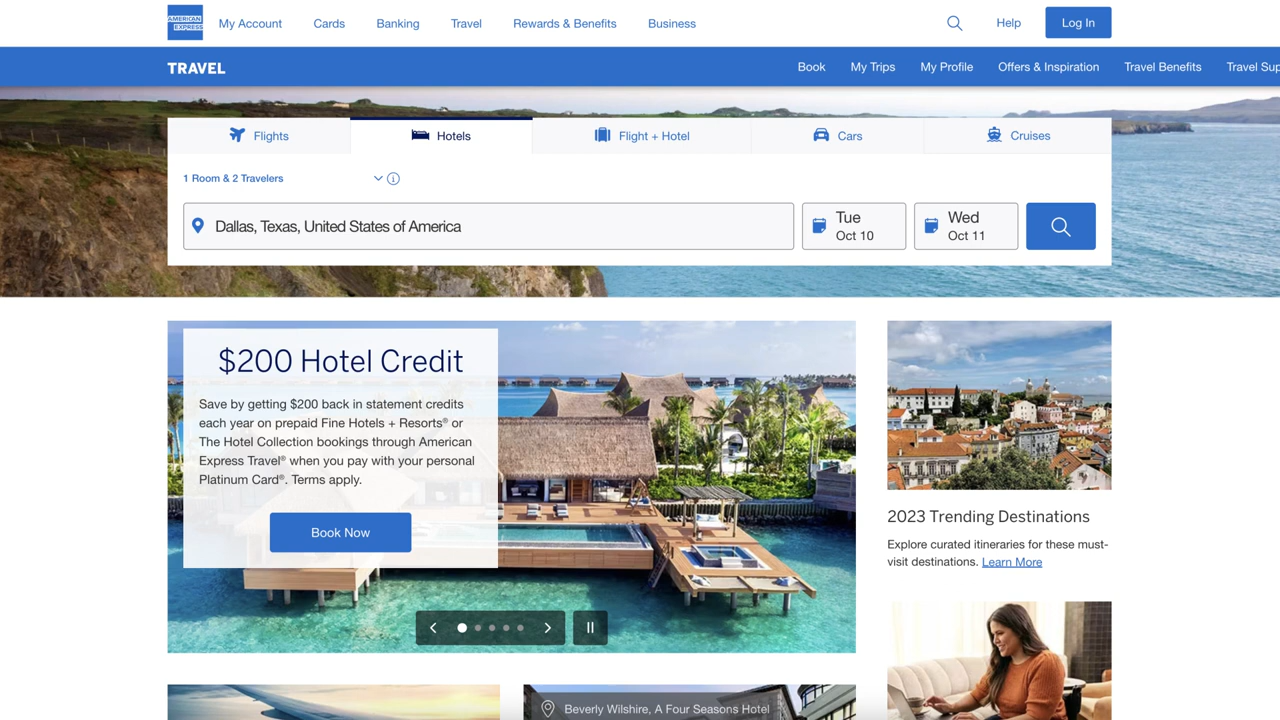 AMERICAN
EXPRESS
My Account
Cards
Banking
Travel
Rewards & Benefits
Business
Help
Log In
TRAVEL
Book
My Trips
My Profile
Offers & Inspiration
Travel Benefits
Travel Sup
Flights
Hotels
Flight + Hotel
Cars
Cruises
1 Room & 2 Travelers
Dallas, Texas, United States of America
Tue
Oct 10
Wed
Oct 11
$200 Hotel Credit
Save by getting $200 back in statement credits
each year on prepaid Fine Hotels + Resorts® or
The Hotel Collection bookings through American
Express Travel® when you pay with your personal
Platinum Card®. Terms apply.
Book Now
2023 Trending Destinations
Explore curated itineraries for these must-
visit destinations. Learn More
Beverly Wilshire, A Four Seasons Hotel